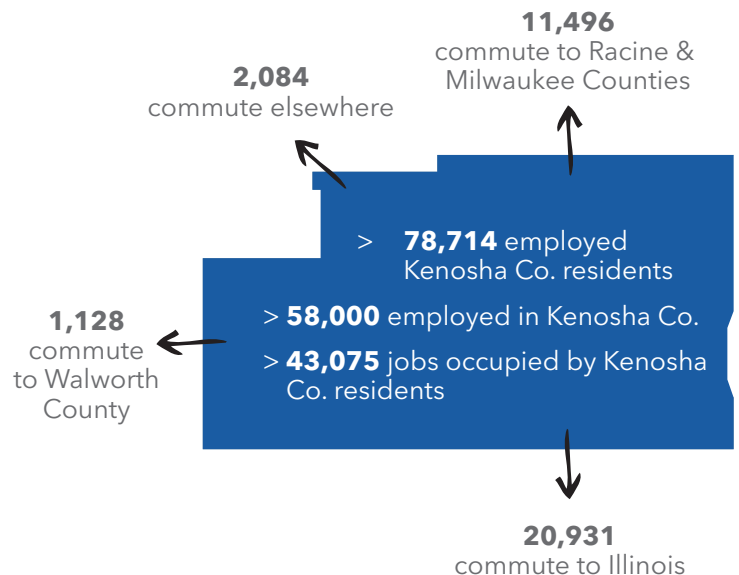 11,496
commute to Racine &
Milwaukee Counties
2,084
commute elsewhere
> 78,714 employed
Kenosha Co. residents
> 58,000 employed in Kenosha Co.
> 43,075 jobs occupied by Kenosha
Co. residents
1,128
commute
to Walworth
County
20,931
commute to Illinois